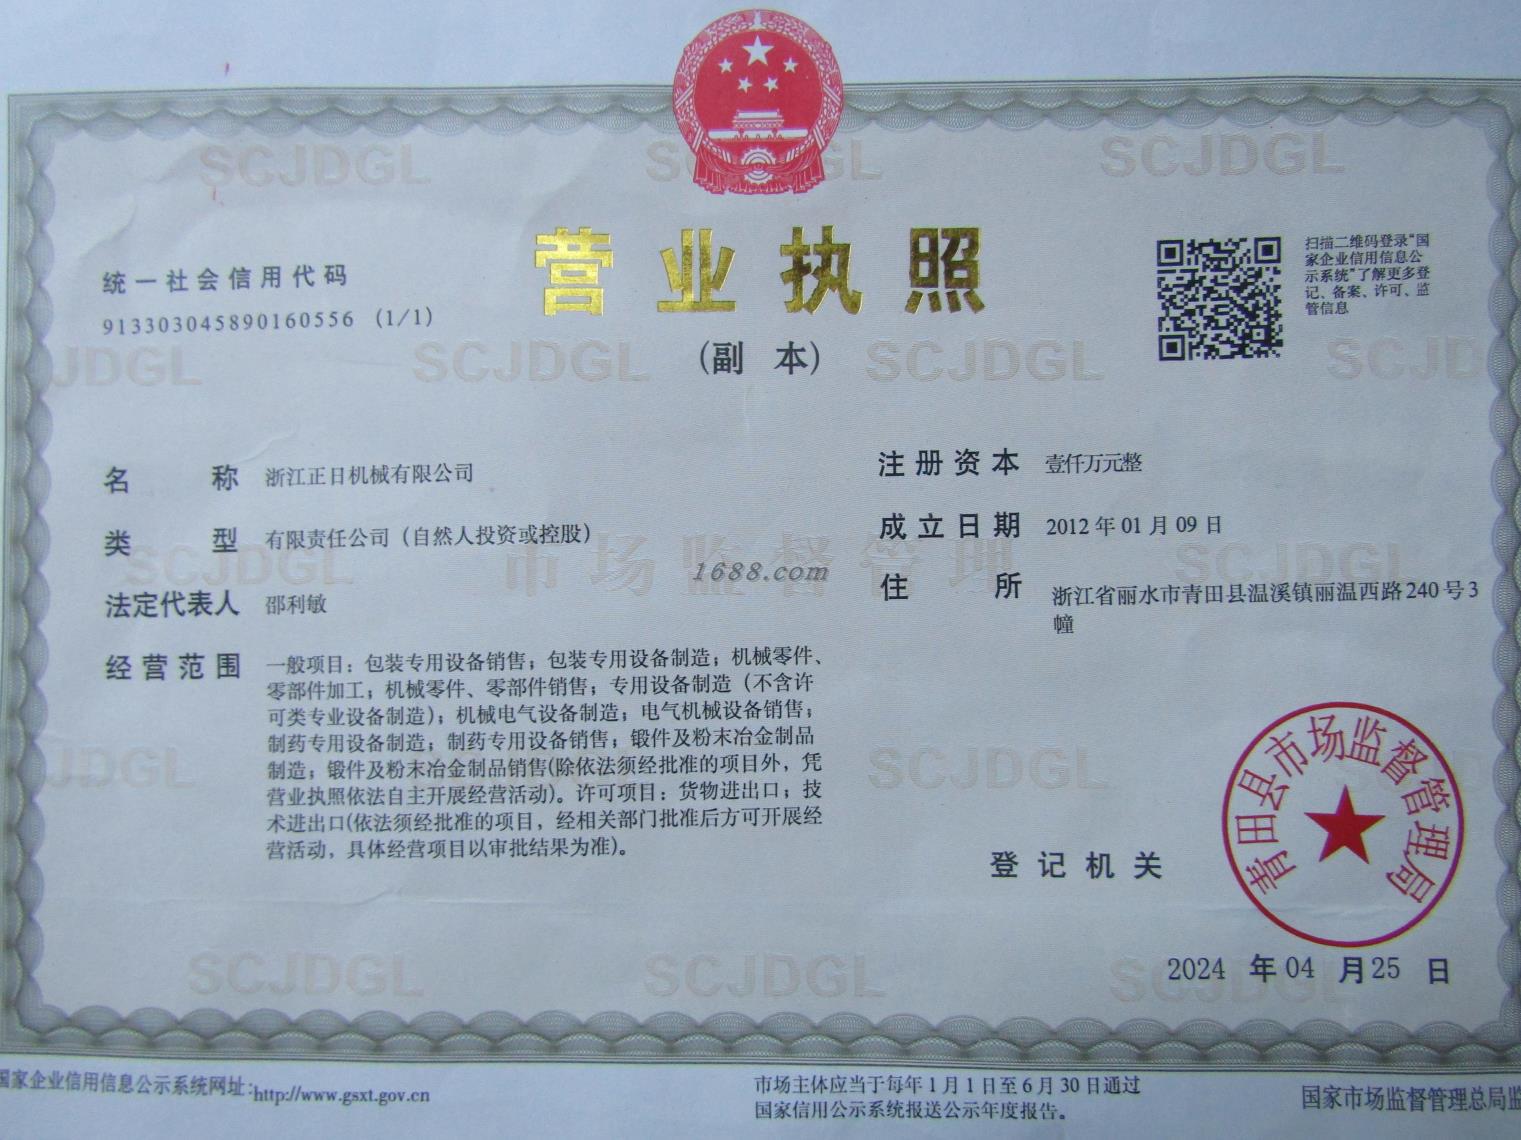 SCJDGL
SCJDGL
SCJDGL
营业执照
(副 本)
统一社会信用代码
913303045890160556 (1/1)
扫描二维码登录“国
家企业信用信息公
示系统”了解更多登
记、备案、许可、监
管信息
JDGL
SCJDGL
SCJDGL
SCJD
名 称 浙江正日机械有限公司
类 型 有限责任公司（自然人投资或控股）
法定代表人 邵利敏
经营范围 一般项目：包装专用设备销售；包装专用设备制造；机械零件、
零部件加工；机械零件、零部件销售；专用设备制造（不含许
可类专业设备制造）；机械电气设备制造；电气机械设备销售；
制药专用设备制造；制药专用设备销售；锻件及粉末冶金制品
制造；锻件及粉末冶金制品销售(除依法须经批准的项目外，凭
营业执照依法自主开展经营活动)。许可项目：货物进出口；技
术进出口(依法须经批准的项目，经相关部门批准后方可开展经
营活动，具体经营项目以审批结果为准)。
注册资本 壹仟万元整
成立日期 2012 年 01 月 09 日
住 所 浙江省丽水市青田县温溪镇丽温西路240号3
幢
SCJDGL
市场监督管理
SCJDGL
1688.com
JDGL
SCJDGL
登记机关
青田县市场监督管理局
2024 年 04 月 25 日
SCJDGL
SCJDGL
SCJDGL
国家企业信用信息公示系统网址：http://www.gsxt.gov.cn
市场主体应当于每年1月1日至6月30日通过
国家信用公示系统报送公示年度报告。
国家市场监督管理总局监